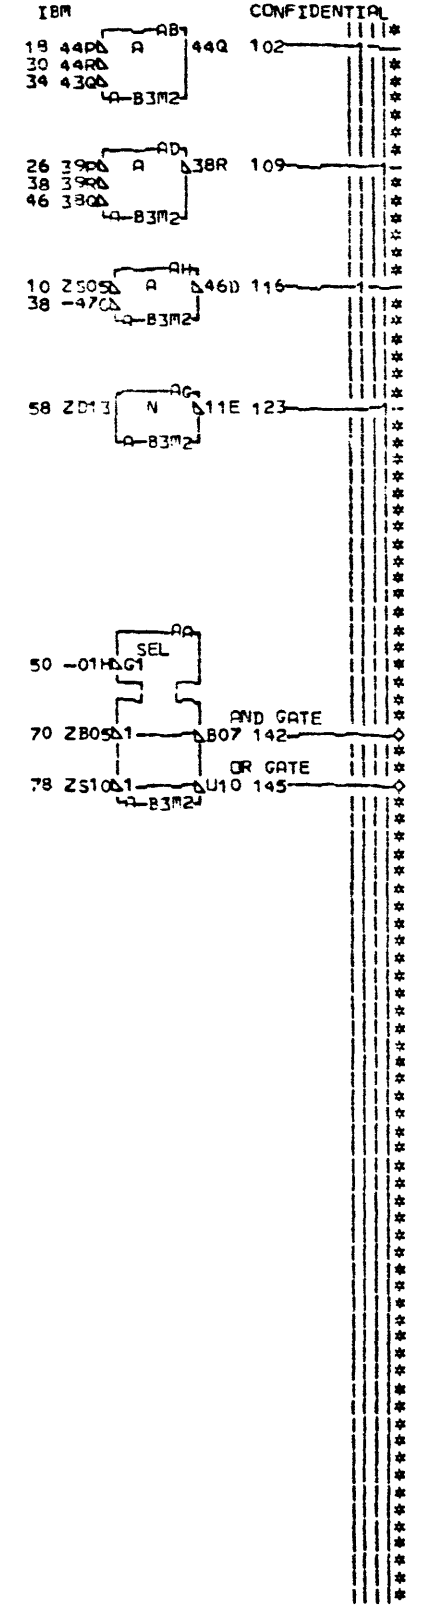 IBM CONFIDENTIAL
AB
18 44P A 44Q 102
30 44R
34 43Q
A-B3M2
AD
26 39P A 38R 109
38 39R
46 38Q
A-B3M2
AH
10 ZS05 A 46D 116
38 -47C
A-B3M2
AG
58 ZD13 N 11E 123
A-B3M2
AA
SEL
50 -01H G1
AND GATE
70 ZB05 1 B07 142
OR GATE
78 ZS10 1 U10 145
A-B3M2